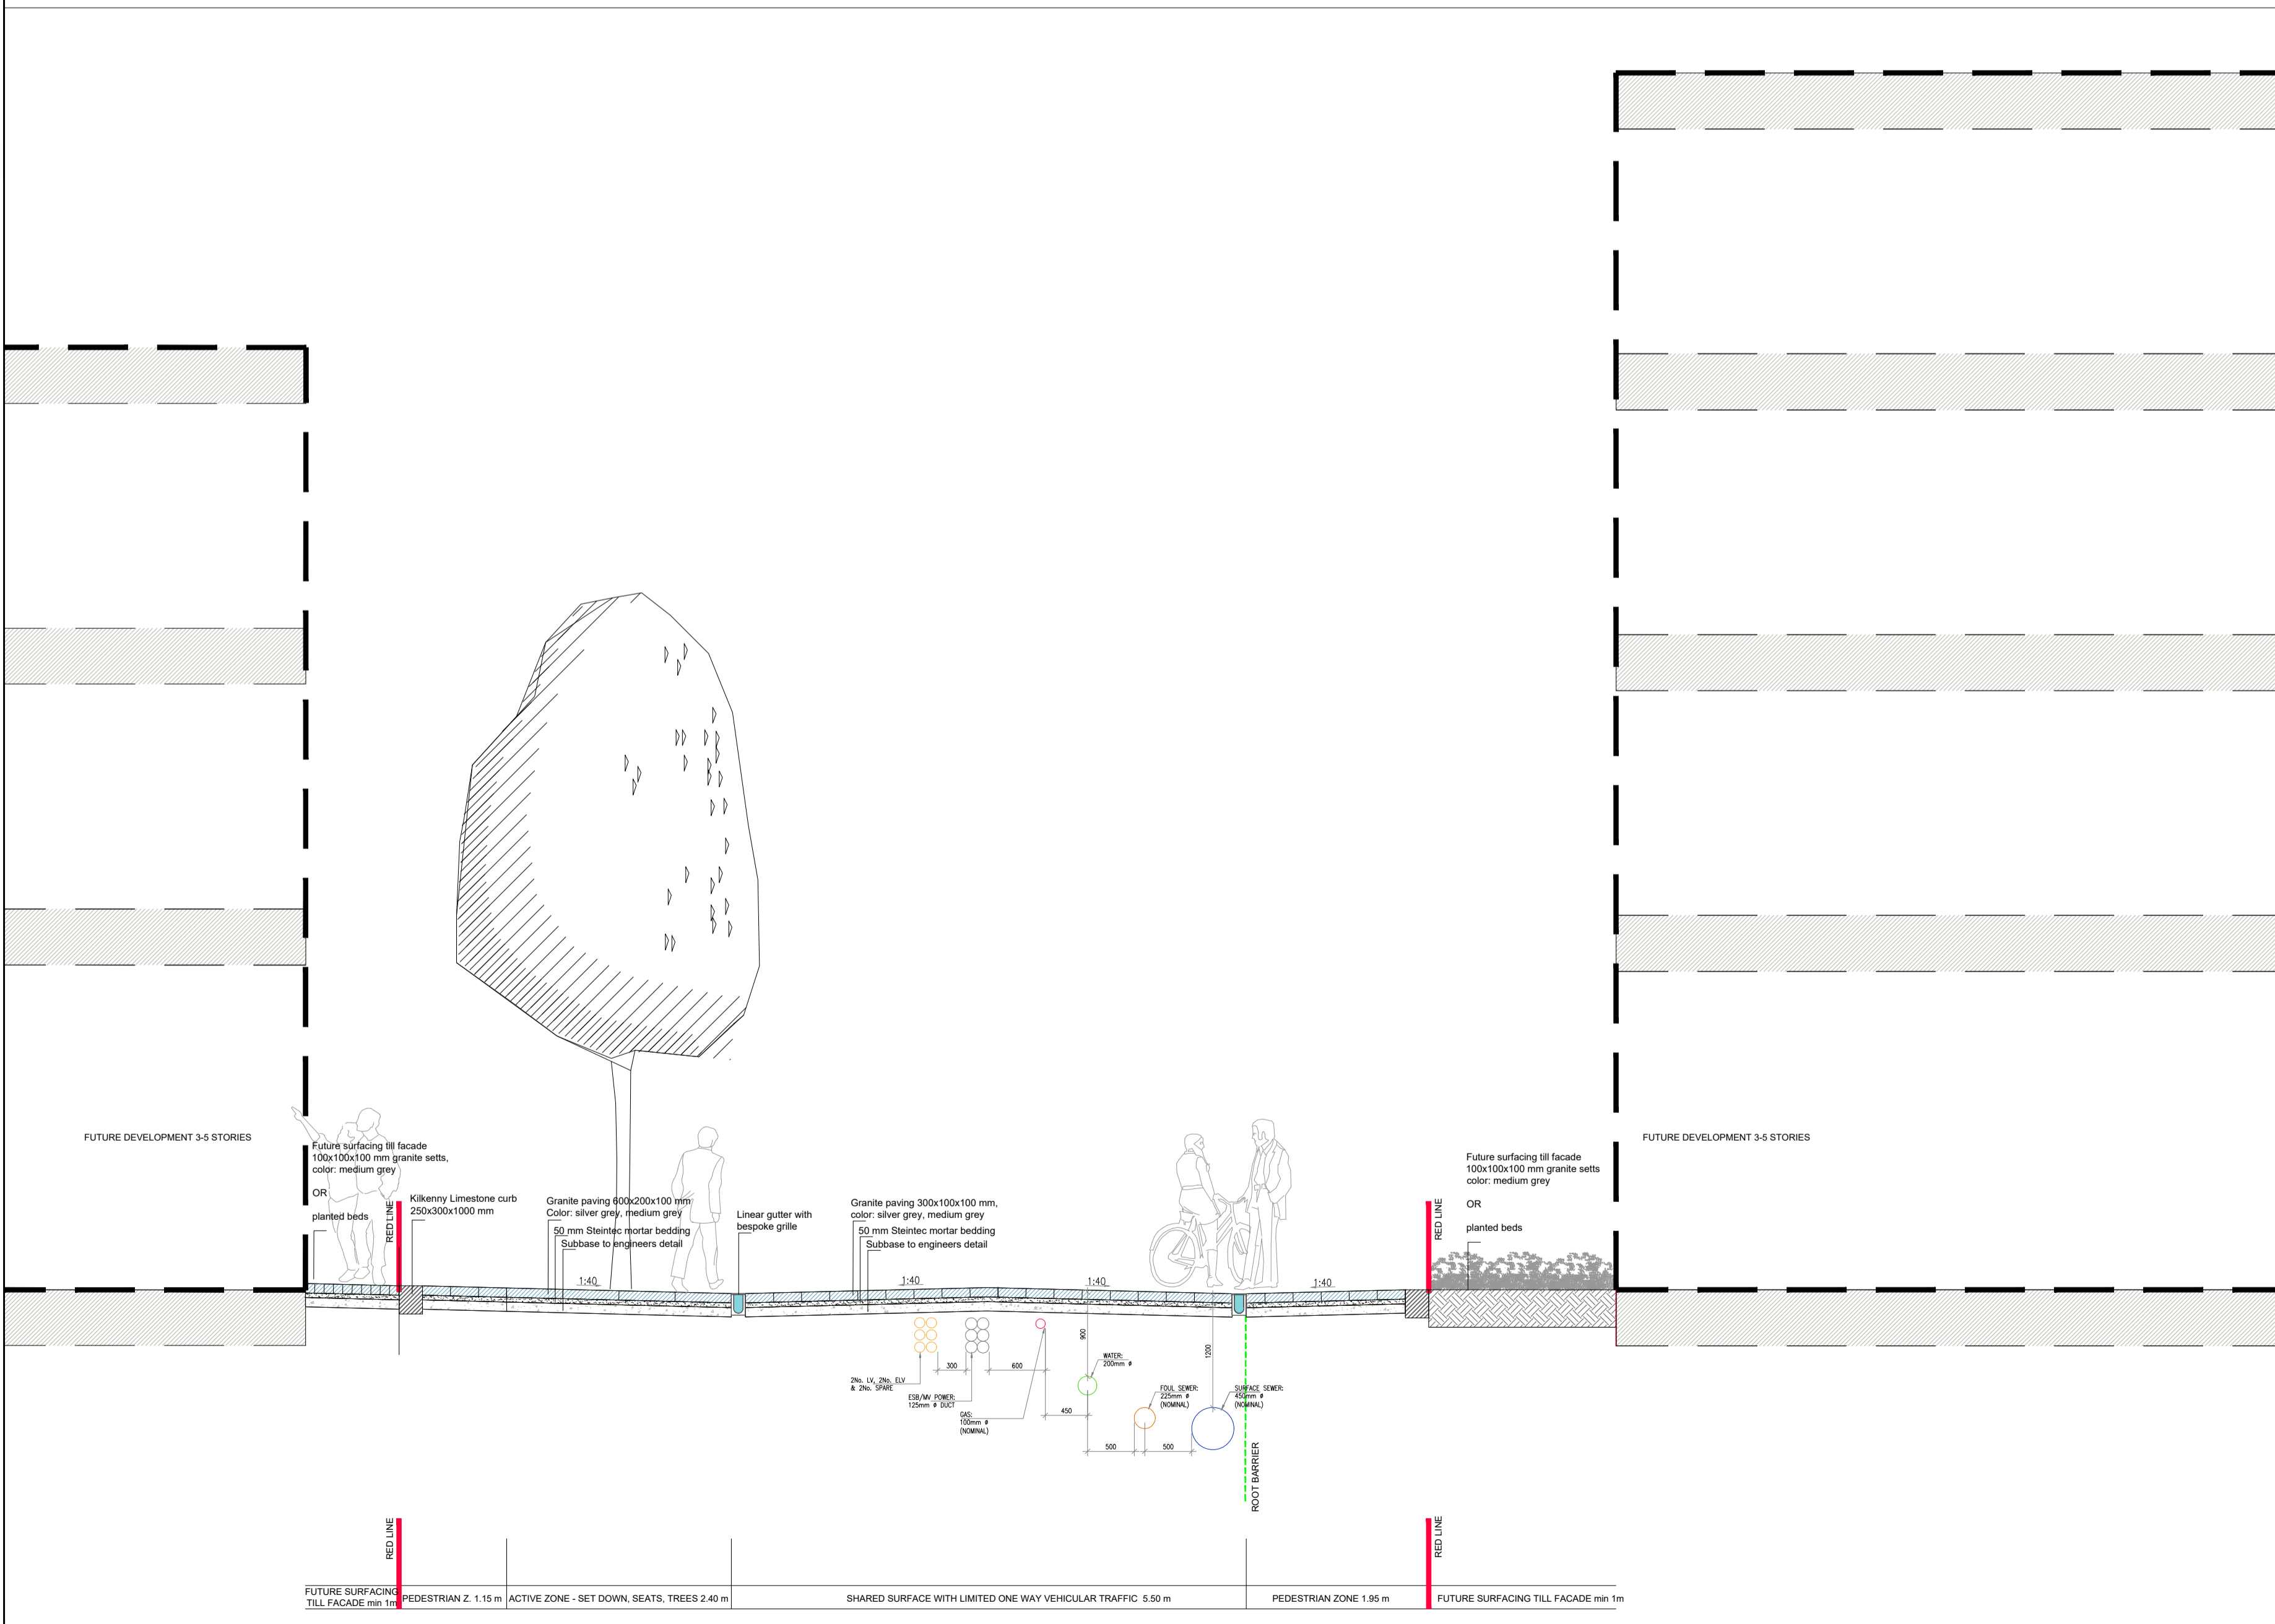 FUTURE DEVELOPMENT 3-5 STORIES
Future surfacing till facade
100x100x100 mm granite setts,
color: medium grey
OR
planted beds
RED LINE
Kilkenny Limestone curb
250x300x1000 mm
Granite paving 600x200x100 mm
Color: silver grey, medium grey
50 mm Steintec mortar bedding
Subbase to engineers detail
Linear gutter with
bespoke grille
Granite paving 300x100x100 mm,
color: silver grey, medium grey
50 mm Steintec mortar bedding
Subbase to engineers detail
RED LINE
Future surfacing till facade
100x100x100 mm granite setts
color: medium grey
OR
planted beds
FUTURE DEVELOPMENT 3-5 STORIES
1:40
1:40
1:40
1:40
900
1200
300
600
450
500
500
2No. LV, 2No. ELV
& 2No. SPARE
ESB/MV POWER:
125mm ø DUCT
GAS:
100mm ø
(NOMINAL)
WATER:
200mm ø
FOUL SEWER:
225mm ø
(NOMINAL)
SURFACE SEWER:
450mm ø
(NOMINAL)
ROOT BARRIER
RED LINE
RED LINE
FUTURE SURFACING
TILL FACADE min 1m
PEDESTRIAN Z. 1.15 m
ACTIVE ZONE - SET DOWN, SEATS, TREES 2.40 m
SHARED SURFACE WITH LIMITED ONE WAY VEHICULAR TRAFFIC 5.50 m
PEDESTRIAN ZONE 1.95 m
FUTURE SURFACING TILL FACADE min 1m